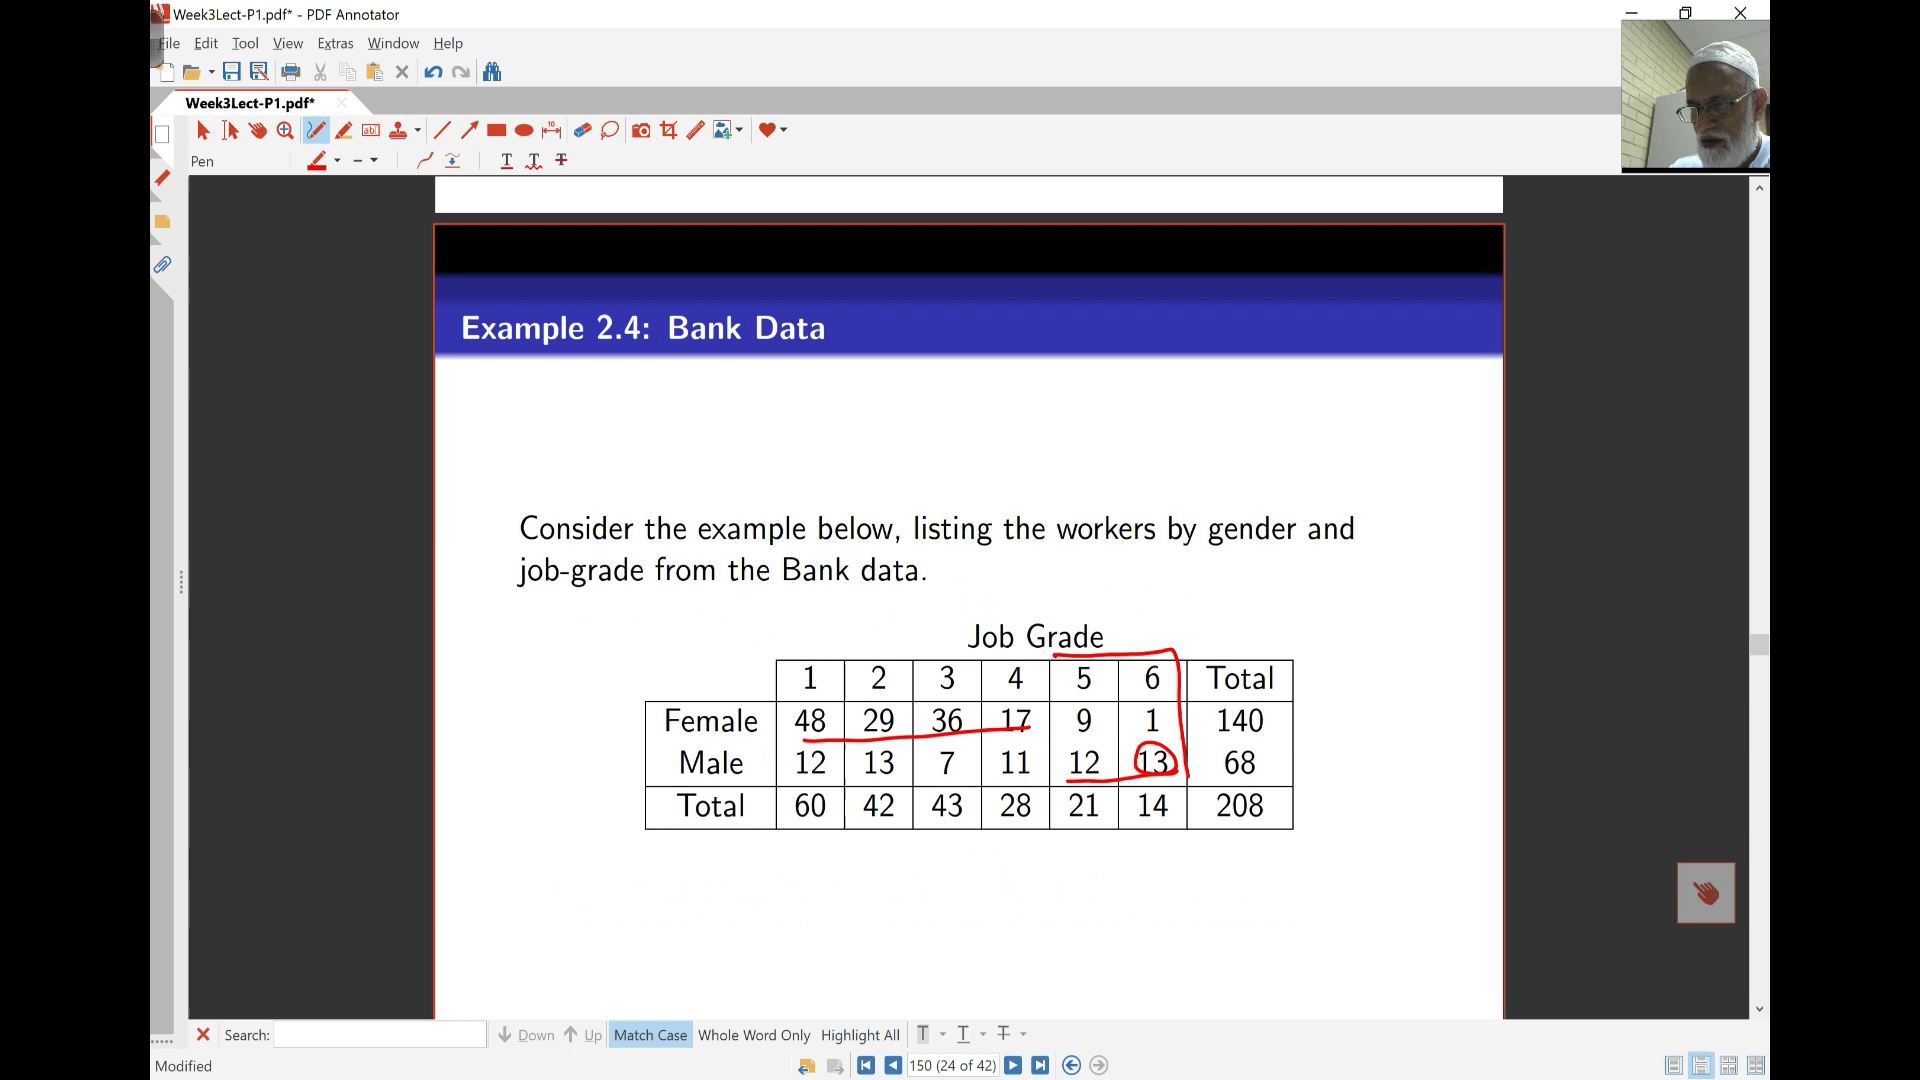 Week3Lect-P1.pdf* - PDF Annotator
File Edit Tool View Extras Window Help
Week3Lect-P1.pdf*
Pen
Example 2.4: Bank Data
Consider the example below, listing the workers by gender and
job-grade from the Bank data.
Job Grade
1 2 3 4 5 6 Total
Female 48 29 36 17 9 1 140
Male 12 13 7 11 12 13 68
Total 60 42 43 28 21 14 208
Search: Down Up Match Case Whole Word Only Highlight All
Modified
150 (24 of 42)